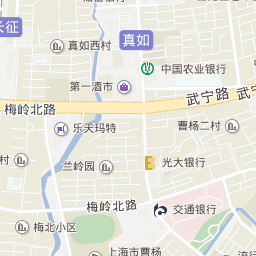 长征
真如西村
真如
中国农业银行
第一酒市
武宁路
武宁
梅岭北路
乐天玛特
曹杨二村
村
兰岭园
光大银行
梅岭北路
交通银行
梅北小区
上海市曹杨